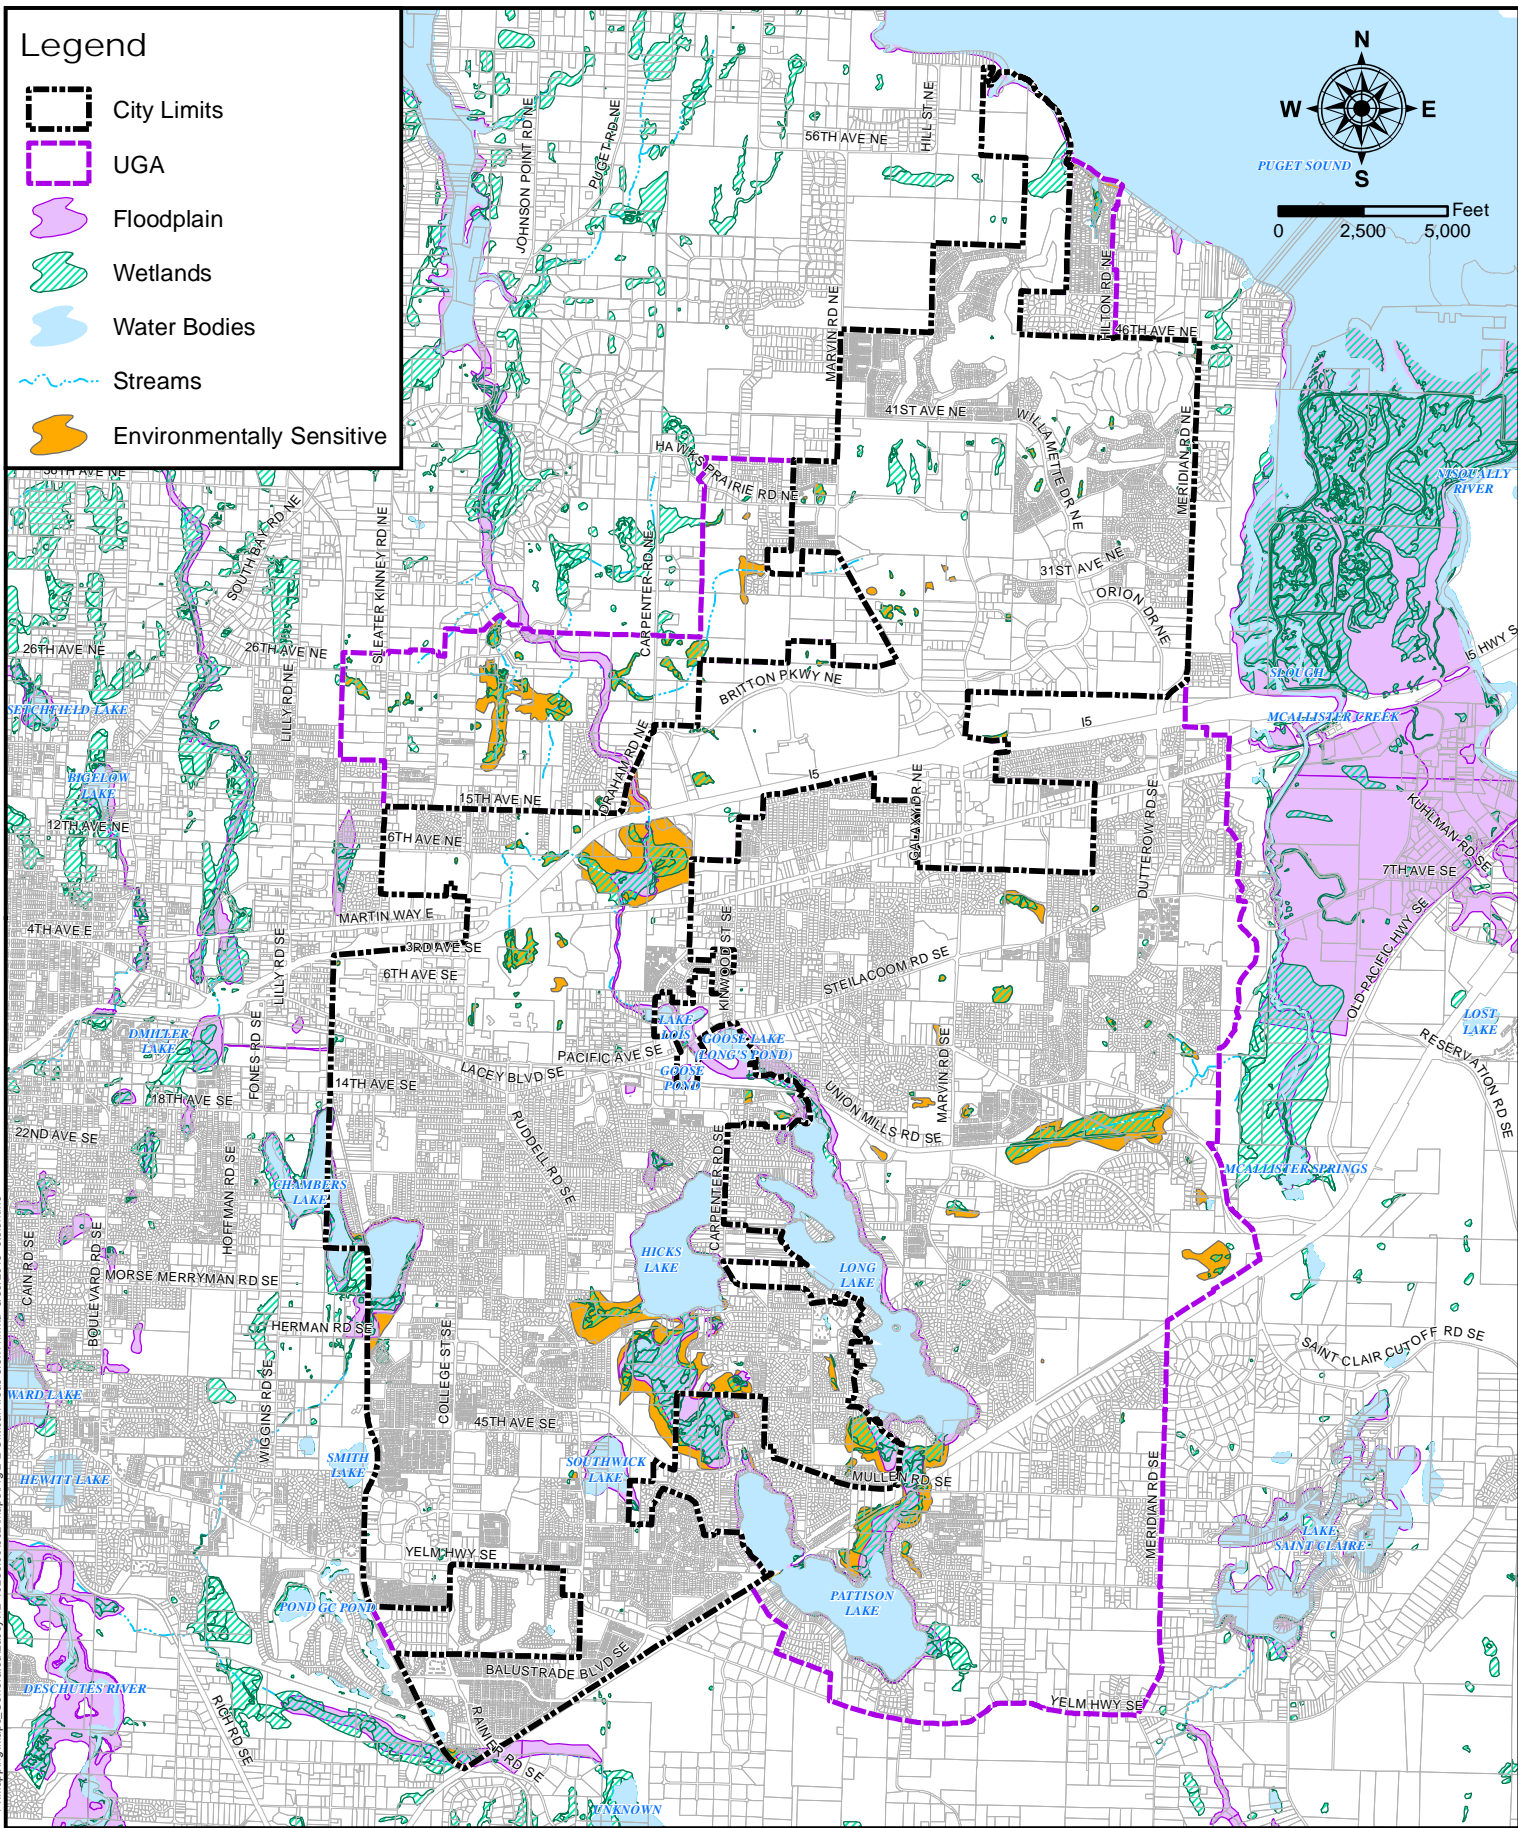 Legend
City Limits
UGA
Floodplain
Wetlands
Water Bodies
Streams
Environmentally Sensitive
N
W
E
S
Feet
0
2,500
5,000
PUGET SOUND
JOHNSON POINT RD NE
PUGET RD NE
56TH AVE NE
HILL ST NE
MARVIN RD NE
HILTON RD NE
46TH AVE NE
41ST AVE NE
WILLAMETTE DR NE
MERIDIAN RD NE
HAWKS PRAIRIE RD NE
NISQUALLY
RIVER
36TH AVE NE
SOUTH BAY RD NE
SLEATER KINNEY RD NE
CARPENTER RD NE
31ST AVE NE
ORION DR NE
26TH AVE NE
26TH AVE NE
LILLY RD NE
BRITTON PKWY NE
I5 HWY S
SLOUGH
SETCHFIELD LAKE
MCALLISTER CREEK
I5
I5
BIGELOW
LAKE
DRAHAM RD NE
15TH AVE NE
12TH AVE NE
6TH AVE NE
GALAXY DR NE
DUTTEROW RD SE
KUHLMAN RD SE
7TH AVE SE
MARTIN WAY E
4TH AVE E
3RD AVE SE
6TH AVE SE
LILLY RD SE
KINWOOD ST SE
STEILACOOM RD SE
OLD PACIFIC HWY SE
LAKE
LOIS
GOOSE LAKE
(LONG'S POND)
LOST
LAKE
DMILLER
LAKE
FONES RD SE
PACIFIC AVE SE
LACEY BLVD SE
GOOSE
POND
RESERVATION RD SE
14TH AVE SE
18TH AVE SE
22ND AVE SE
RUDDELL RD SE
UNION MILLS RD SE
MARVIN RD SE
HOFFMAN RD SE
CHAMBERS
LAKE
CARPENTER RD SE
MCALLISTER SPRINGS
CAIN RD SE
BOULEVARD RD SE
MORSE MERRYMAN RD SE
HICKS
LAKE
LONG
LAKE
HERMAN RD SE
SAINT CLAIR CUTOFF RD SE
WARD LAKE
WIGGINS RD SE
COLLEGE ST SE
45TH AVE SE
SMITH
LAKE
SOUTHWICK
LAKE
HEWITT LAKE
MULLEN RD SE
MERIDIAN RD SE
LAKE
SAINT CLAIRE
YELM HWY SE
POND
GC POND
PATTISON
LAKE
BALUSTRADE BLVD SE
DESCHUTES RIVER
RICH RD SE
RAINIER RD SE
YELM HWY SE
UNKNOWN